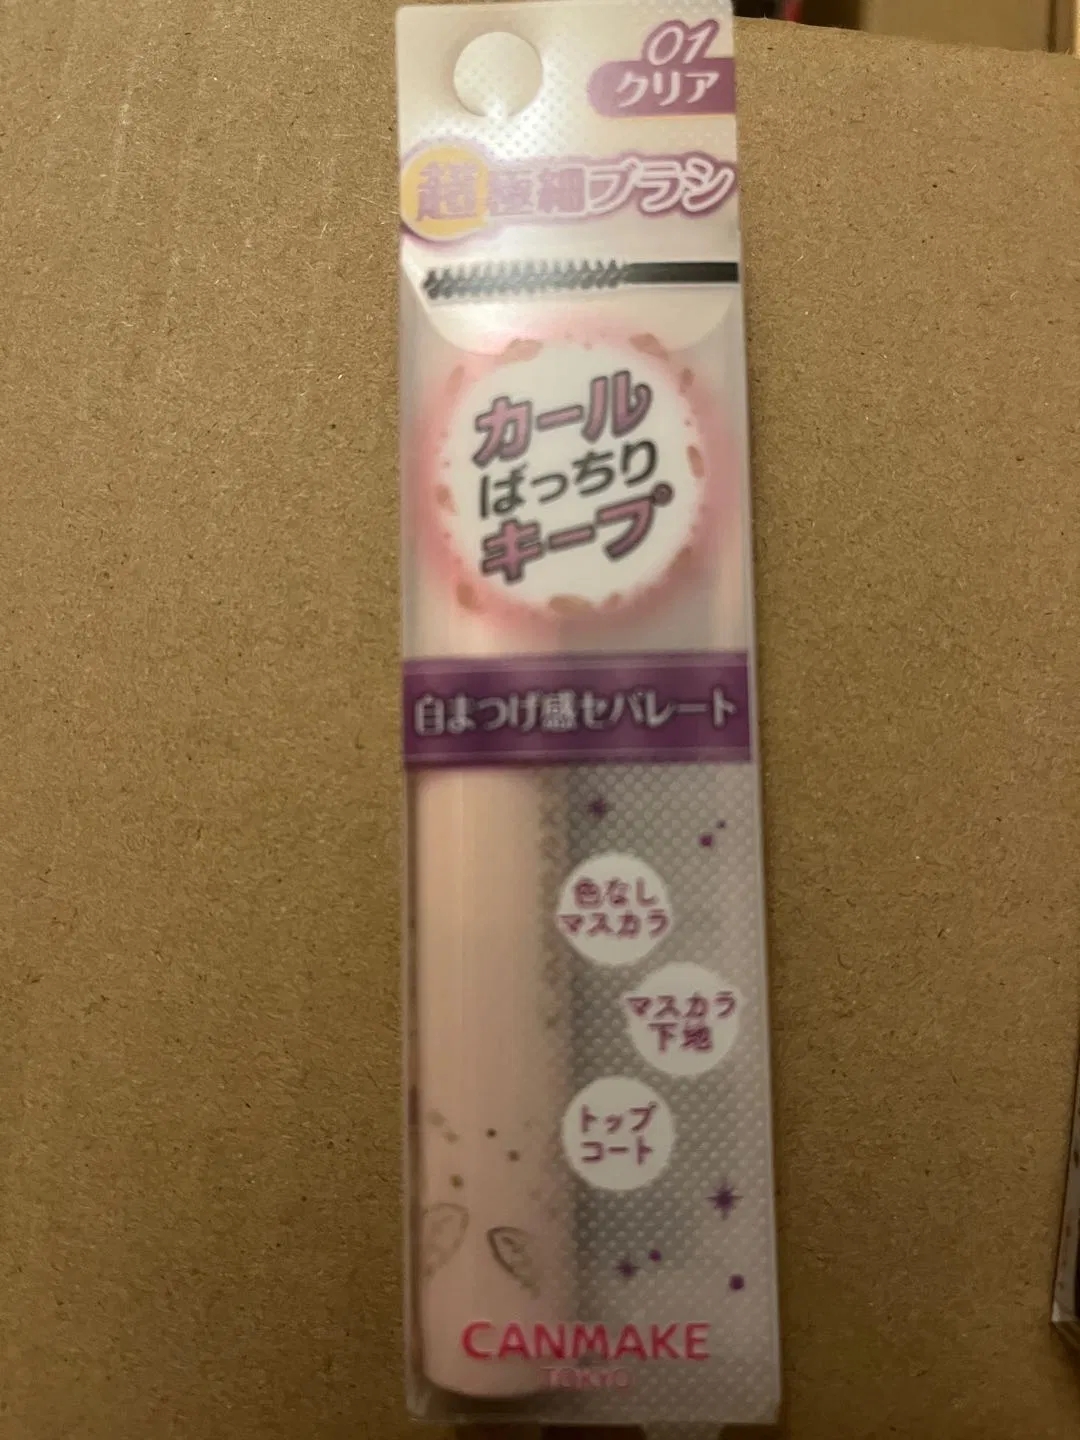 01
クリア
超極細ブラシ
カール
ばっちり
キープ
自まつげ感セパレート
色なし
マスカラ
マスカラ
下地
トップ
コート
CANMAKE
TOKYO